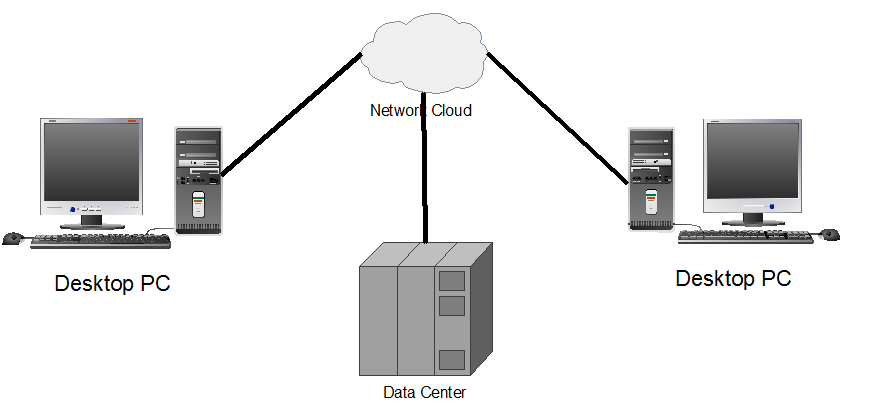 Network Cloud
Desktop PC
Desktop PC
Data Center